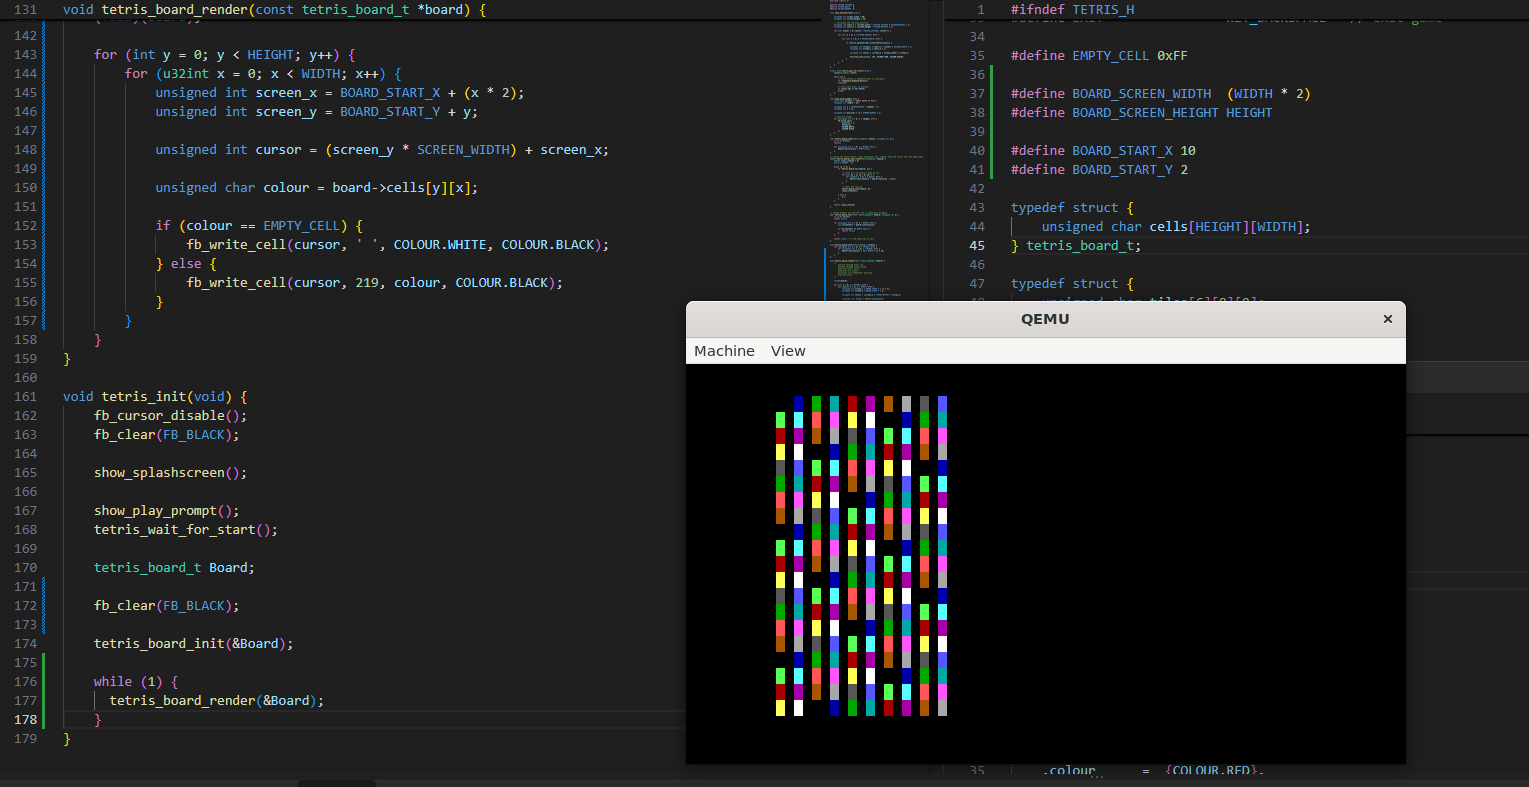 131 void tetris_board_render(const tetris_board_t *board) {
142
143 for (int y = 0; y < HEIGHT; y++) {
144 for (u32int x = 0; x < WIDTH; x++) {
145 unsigned int screen_x = BOARD_START_X + (x * 2);
146 unsigned int screen_y = BOARD_START_Y + y;
147
148 unsigned int cursor = (screen_y * SCREEN_WIDTH) + screen_x;
149
150 unsigned char colour = board->cells[y][x];
151
152 if (colour == EMPTY_CELL) {
153 fb_write_cell(cursor, ' ', COLOUR.WHITE, COLOUR.BLACK);
154 } else {
155 fb_write_cell(cursor, 219, colour, COLOUR.BLACK);
156 }
157 }
158 }
159 }
160
161 void tetris_init(void) {
162 fb_cursor_disable();
163 fb_clear(FB_BLACK);
164
165 show_splashscreen();
166
167 show_play_prompt();
168 tetris_wait_for_start();
169
170 tetris_board_t Board;
171
172 fb_clear(FB_BLACK);
173
174 tetris_board_init(&Board);
175
176 while (1) {
177 tetris_board_render(&Board);
178 }
179 }
1 #ifndef TETRIS_H
34
35 #define EMPTY_CELL 0xFF
36
37 #define BOARD_SCREEN_WIDTH (WIDTH * 2)
38 #define BOARD_SCREEN_HEIGHT HEIGHT
39
40 #define BOARD_START_X 10
41 #define BOARD_START_Y 2
42
43 typedef struct {
44 unsigned char cells[HEIGHT][WIDTH];
45 } tetris_board_t;
46
47 typedef struct {
QEMU
×
Machine View
35 .colour = {COLOUR.RED},